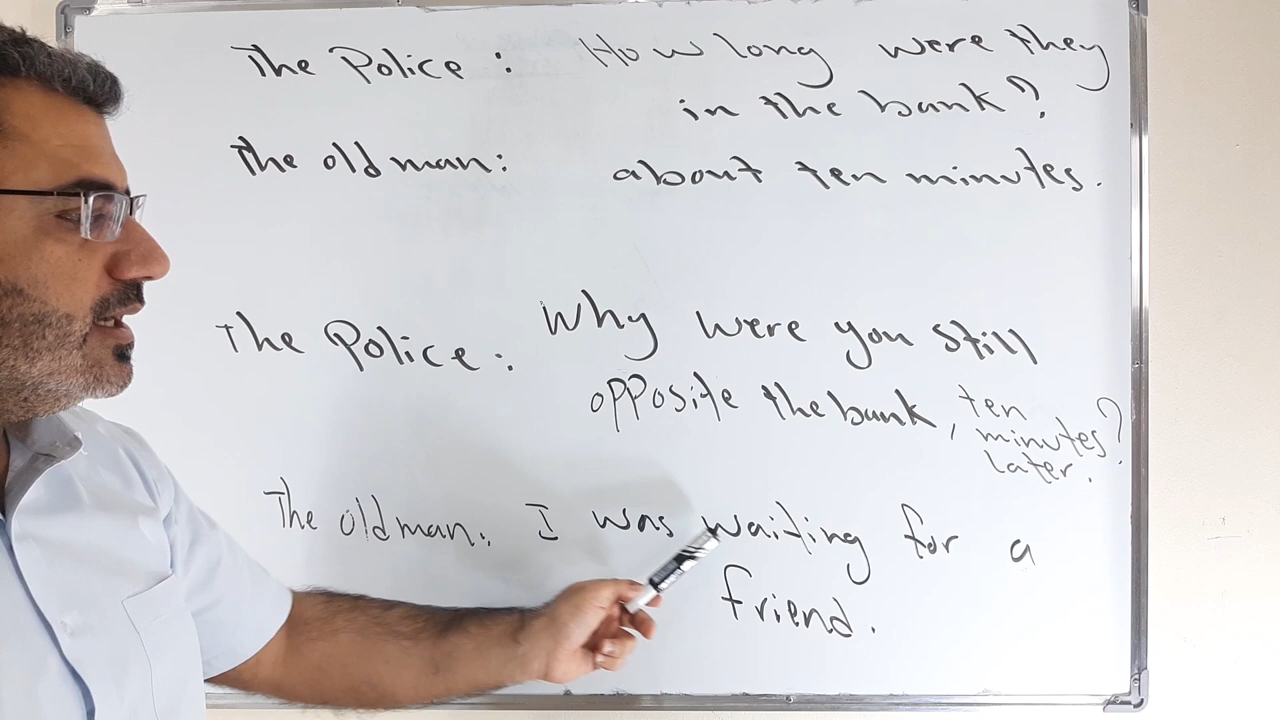 The Police : How long were they
in the bank?
The old man: about ten minutes.
The Police: Why were you still
opposite the bank, ten
minutes?
later.
The old man: I was waiting for a
friend.